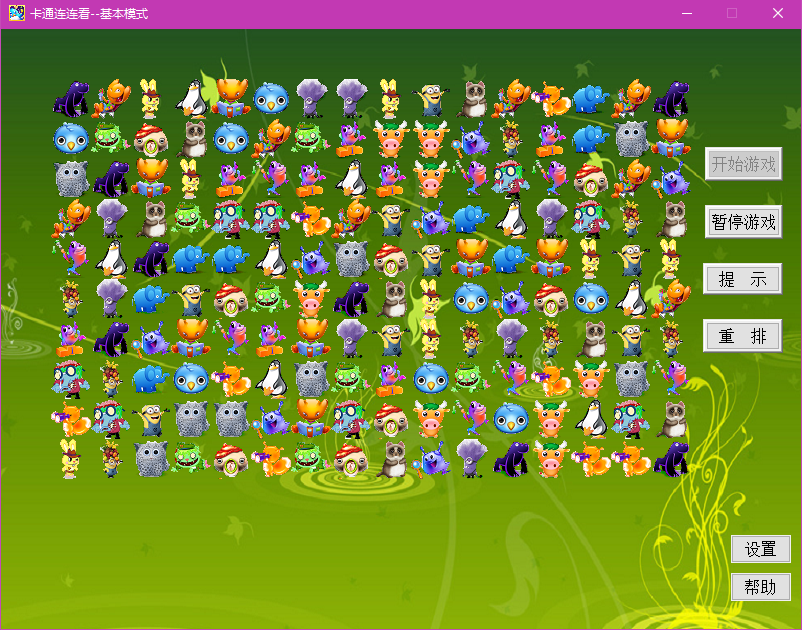 卡通连连看--基本模式
开始游戏
暂停游戏
提 示
重 排
设置
帮助